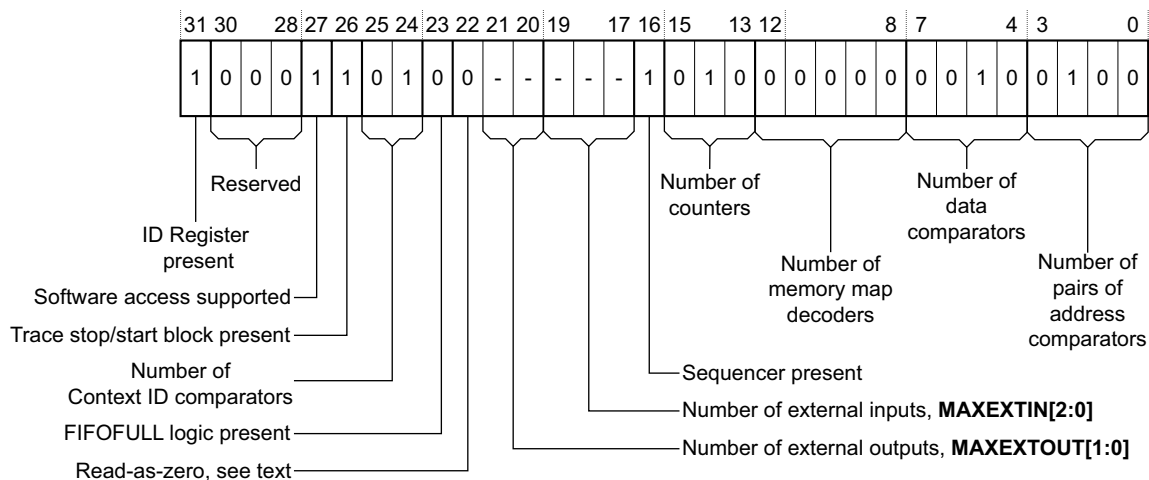 31 30 28 27 26 25 24 23 22 21 20 19 17 16 15 13 12 8 7 4 3 0
1 0 0 0 1 1 0 1 0 0 - - - - - 1 0 1 0 0 0 0 0 0 0 0 1 0 0 1 0 0
Reserved
Number of
counters
Number of
data
comparators
ID Register
present
Number of
memory map
decoders
Number of
pairs of
address
comparators
Software access supported
Trace stop/start block present
Number of
Context ID comparators
Sequencer present
Number of external inputs, MAXEXTIN[2:0]
FIFOFULL logic present
Number of external outputs, MAXEXTOUT[1:0]
Read-as-zero, see text